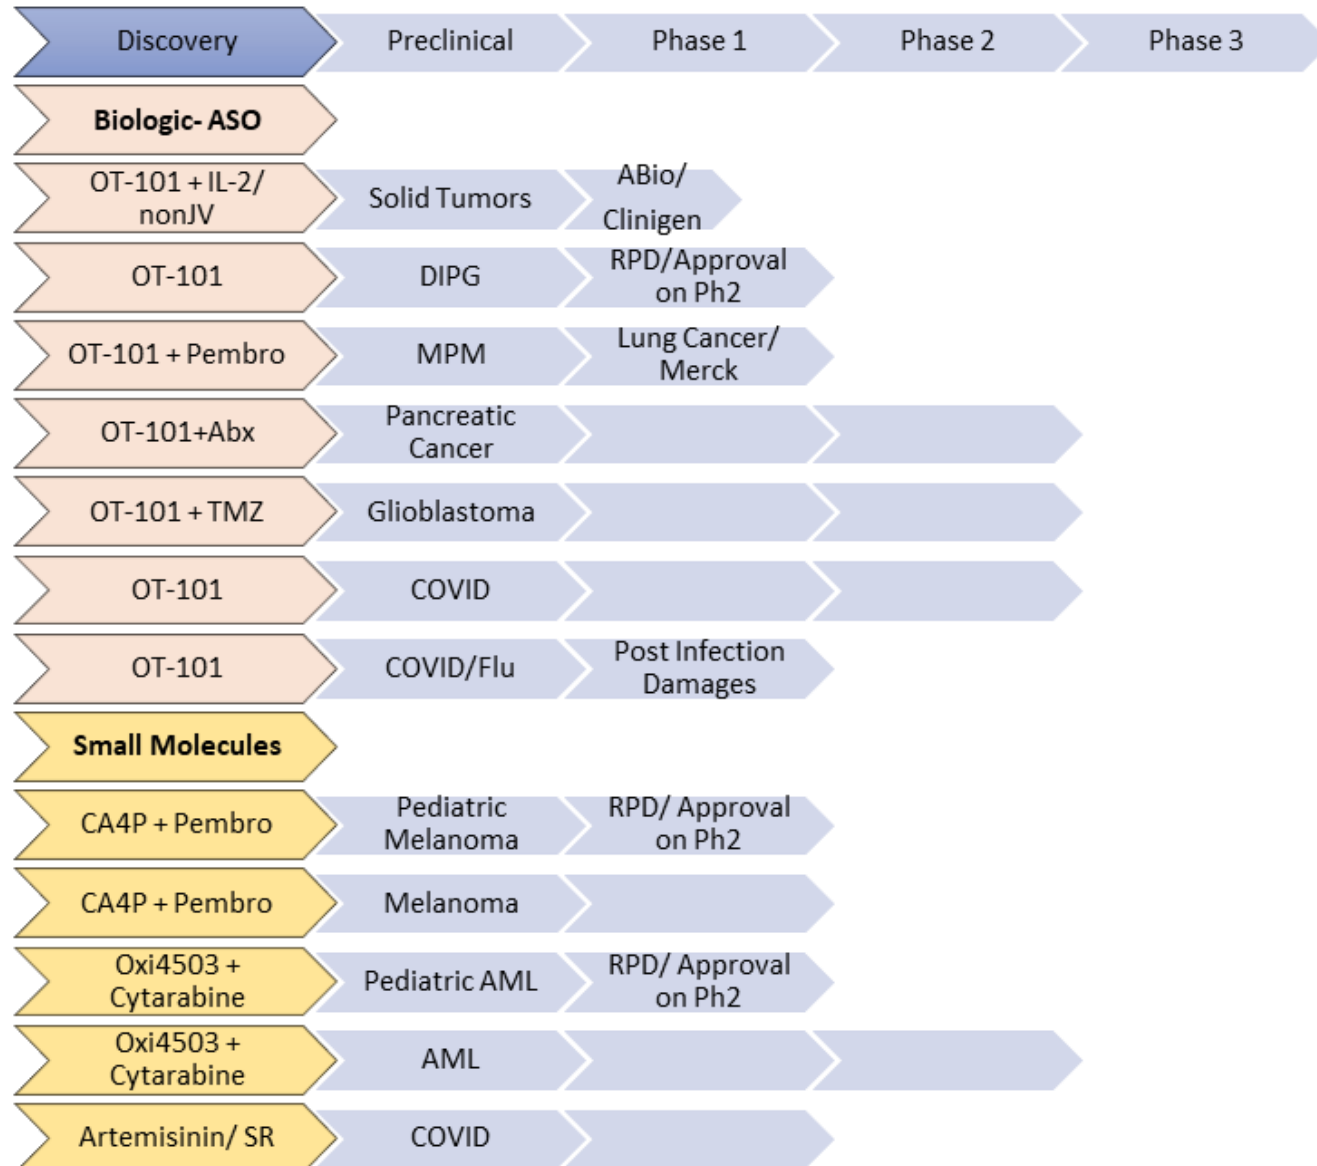 Discovery
Preclinical
Phase 1
Phase 2
Phase 3
Biologic- ASO
OT-101 + IL-2/
nonJV
Solid Tumors
ABio/
Clinigen
OT-101
DIPG
RPD/Approval
on Ph2
OT-101 + Pembro
MPM
Lung Cancer/
Merck
OT-101+Abx
Pancreatic
Cancer
OT-101 + TMZ
Glioblastoma
OT-101
COVID
OT-101
COVID/Flu
Post Infection
Damages
Small Molecules
CA4P + Pembro
Pediatric
Melanoma
RPD/ Approval
on Ph2
CA4P + Pembro
Melanoma
Oxi4503 +
Cytarabine
Pediatric AML
RPD/ Approval
on Ph2
Oxi4503 +
Cytarabine
AML
Artemisinin/ SR
COVID